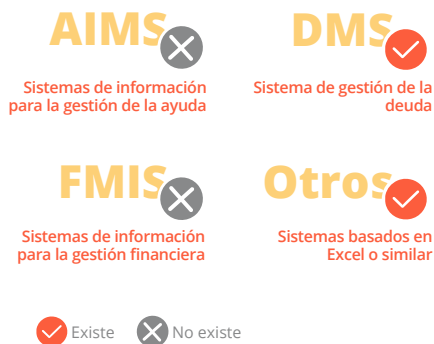 AIMS
Sistemas de información
para la gestión de la ayuda
DMS
Sistema de gestión de la
deuda
FMIS
Sistemas de información
para la gestión financiera
Otros
Sistemas basados en
Excel o similar
Existe
No existe